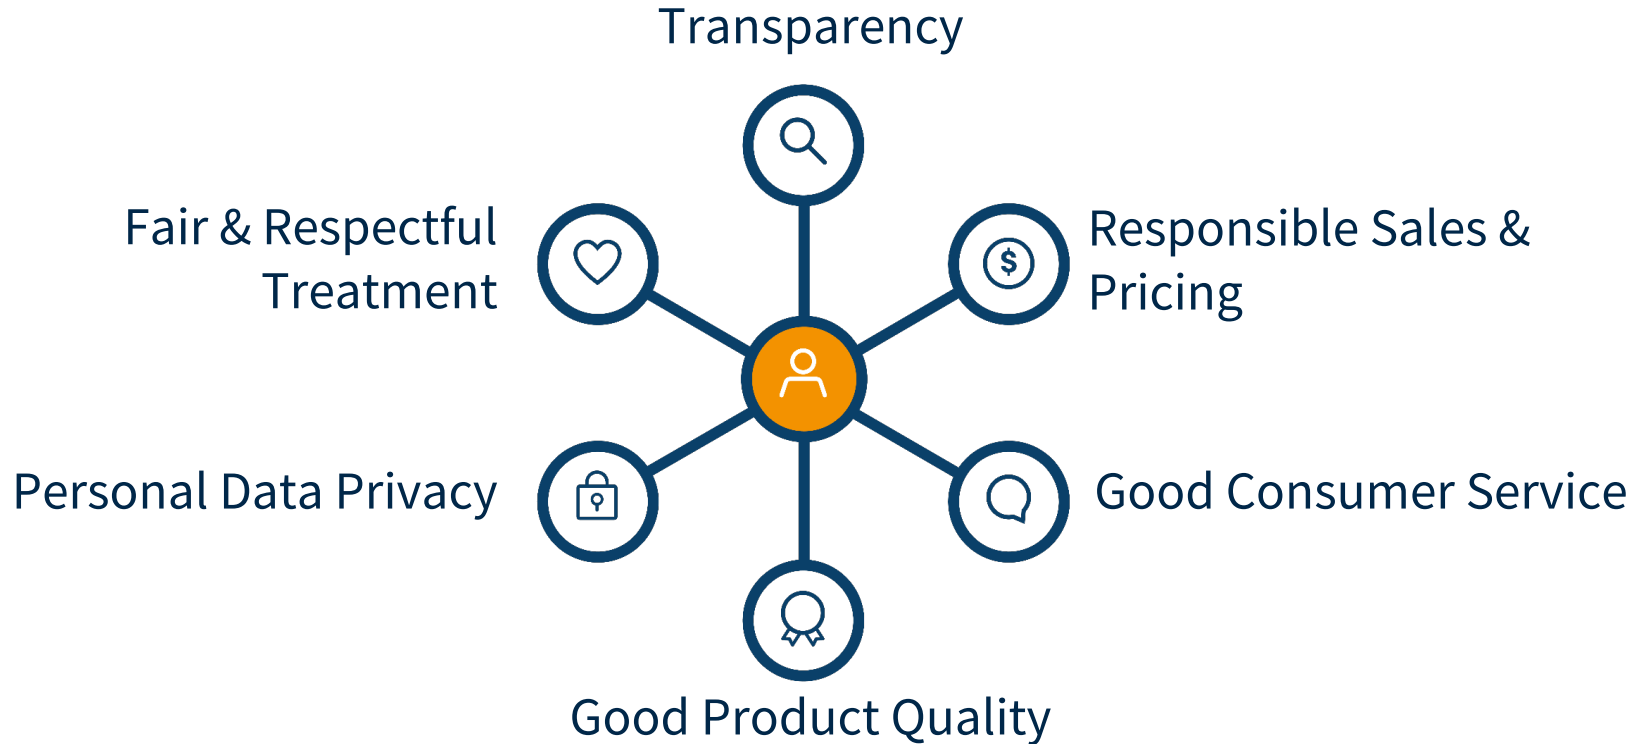 Transparency
Fair & Respectful
Treatment
Responsible Sales &
Pricing
$
Personal Data Privacy
Good Consumer Service
Good Product Quality